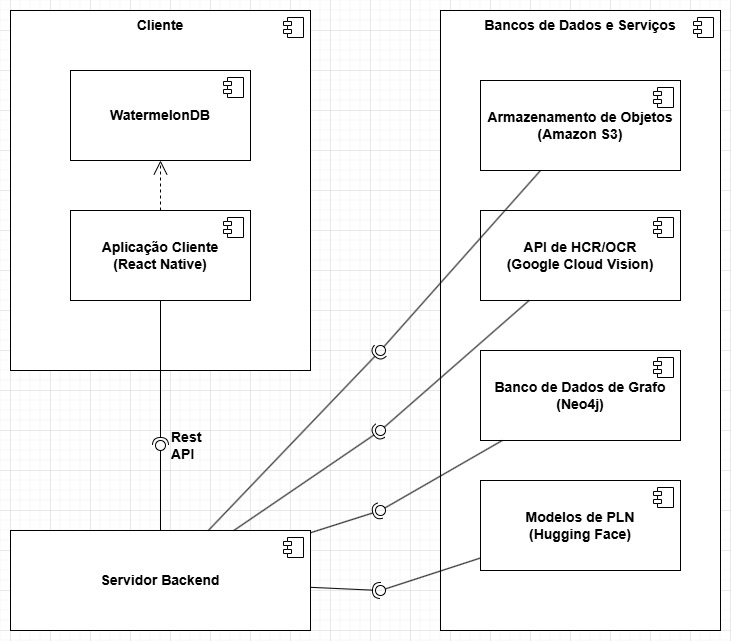 Cliente
WatermelonDB
Aplicação Cliente
(React Native)
Rest
API
Servidor Backend
Bancos de Dados e Serviços
Armazenamento de Objetos
(Amazon S3)
API de HCR/OCR
(Google Cloud Vision)
Banco de Dados de Grafo
(Neo4j)
Modelos de PLN
(Hugging Face)